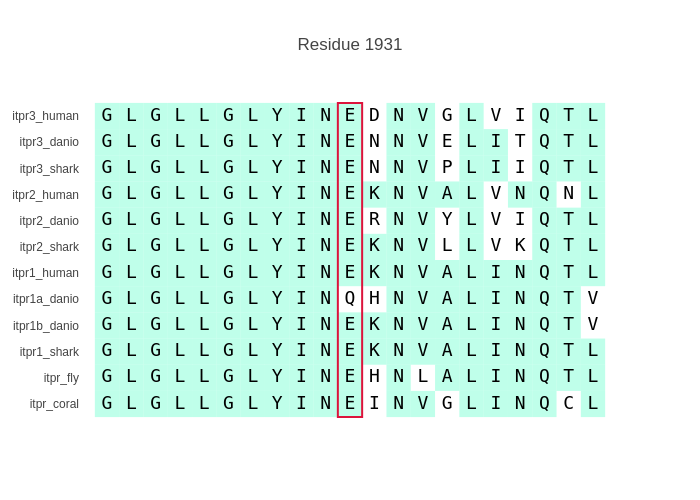 Residue 1931
itpr3_human G L G L L G L Y I N E D N V G L V I Q T L
itpr3_danio G L G L L G L Y I N E N N V E L I T Q T L
itpr3_shark G L G L L G L Y I N E N N V P L I I Q T L
itpr2_human G L G L L G L Y I N E K N V A L V N Q N L
itpr2_danio G L G L L G L Y I N E R N V Y L V I Q T L
itpr2_shark G L G L L G L Y I N E K N V L L V K Q T L
itpr1_human G L G L L G L Y I N E K N V A L I N Q T L
itpr1a_danio G L G L L G L Y I N Q H N V A L I N Q T V
itpr1b_danio G L G L L G L Y I N E K N V A L I N Q T V
itpr1_shark G L G L L G L Y I N E K N V A L I N Q T L
itpr_fly G L G L L G L Y I N E H N L A L I N Q T L
itpr_coral G L G L L G L Y I N E I N V G L I N Q C L